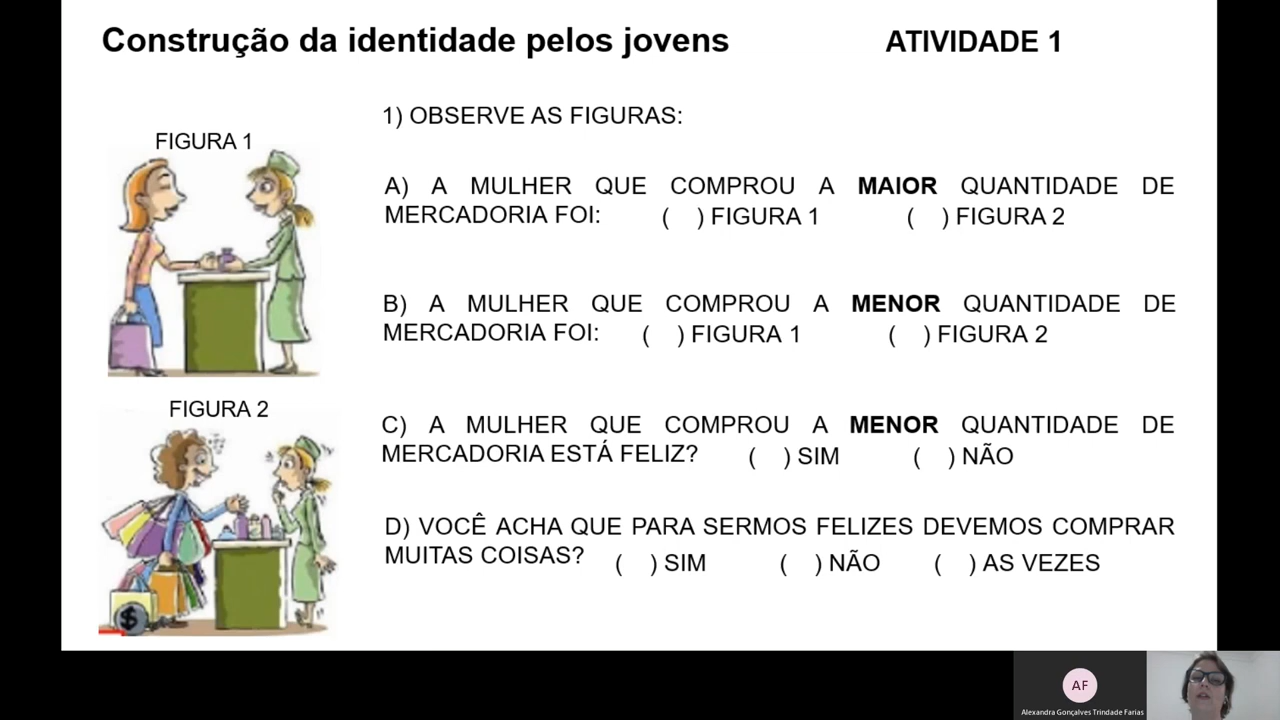 Construção da identidade pelos jovens
ATIVIDADE 1
1) OBSERVE AS FIGURAS:
FIGURA 1
A) A MULHER QUE COMPROU A MAIOR QUANTIDADE DE
MERCADORIA FOI: ( ) FIGURA 1 ( ) FIGURA 2
B) A MULHER QUE COMPROU A MENOR QUANTIDADE DE
MERCADORIA FOI: ( ) FIGURA 1 ( ) FIGURA 2
FIGURA 2
C) A MULHER QUE COMPROU A MENOR QUANTIDADE DE
MERCADORIA ESTÁ FELIZ? ( ) SIM ( ) NÃO
D) VOCÊ ACHA QUE PARA SERMOS FELIZES DEVEMOS COMPRAR
MUITAS COISAS? ( ) SIM ( ) NÃO ( ) AS VEZES
$
AF
Alexandra Gonçalves Trindade Farias